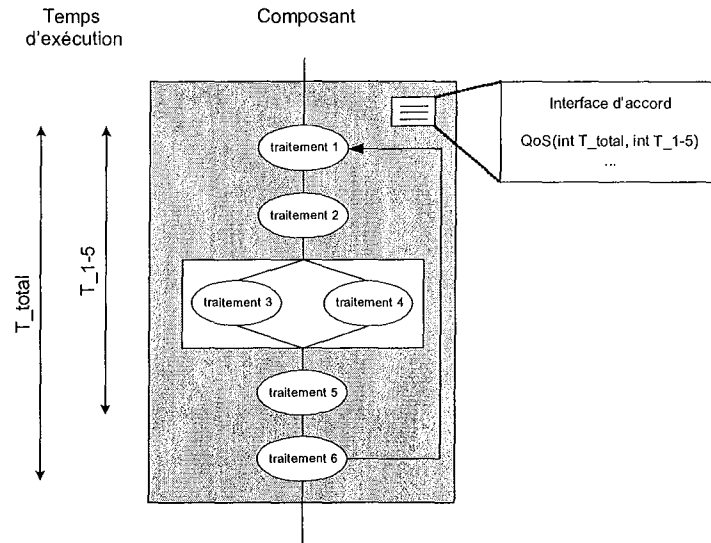 Temps
d'exécution
Composant
Interface d'accord
QoS(int T_total, int T_1-5)
...
traitement 1
traitement 2
traitement 3
traitement 4
traitement 5
traitement 6
T_total
T_1-5